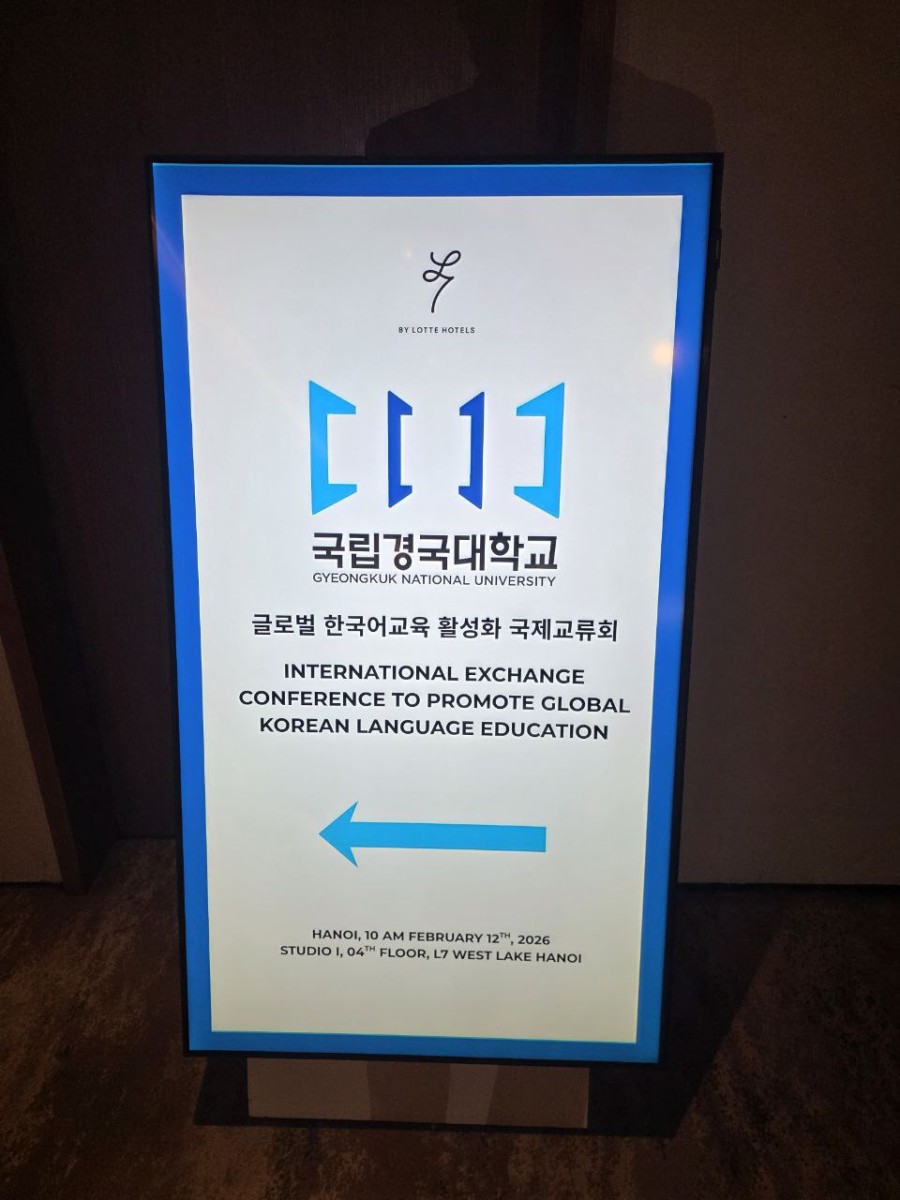 L7
BY LOTTE HOTELS
국립경국대학교
GYEONGKUK NATIONAL UNIVERSITY
글로벌 한국어교육 활성화 국제교류회
INTERNATIONAL EXCHANGE
CONFERENCE TO PROMOTE GLOBAL
KOREAN LANGUAGE EDUCATION
HANOI, 10 AM FEBRUARY 12TH, 2026
STUDIO I, 04TH FLOOR, L7 WEST LAKE HANOI